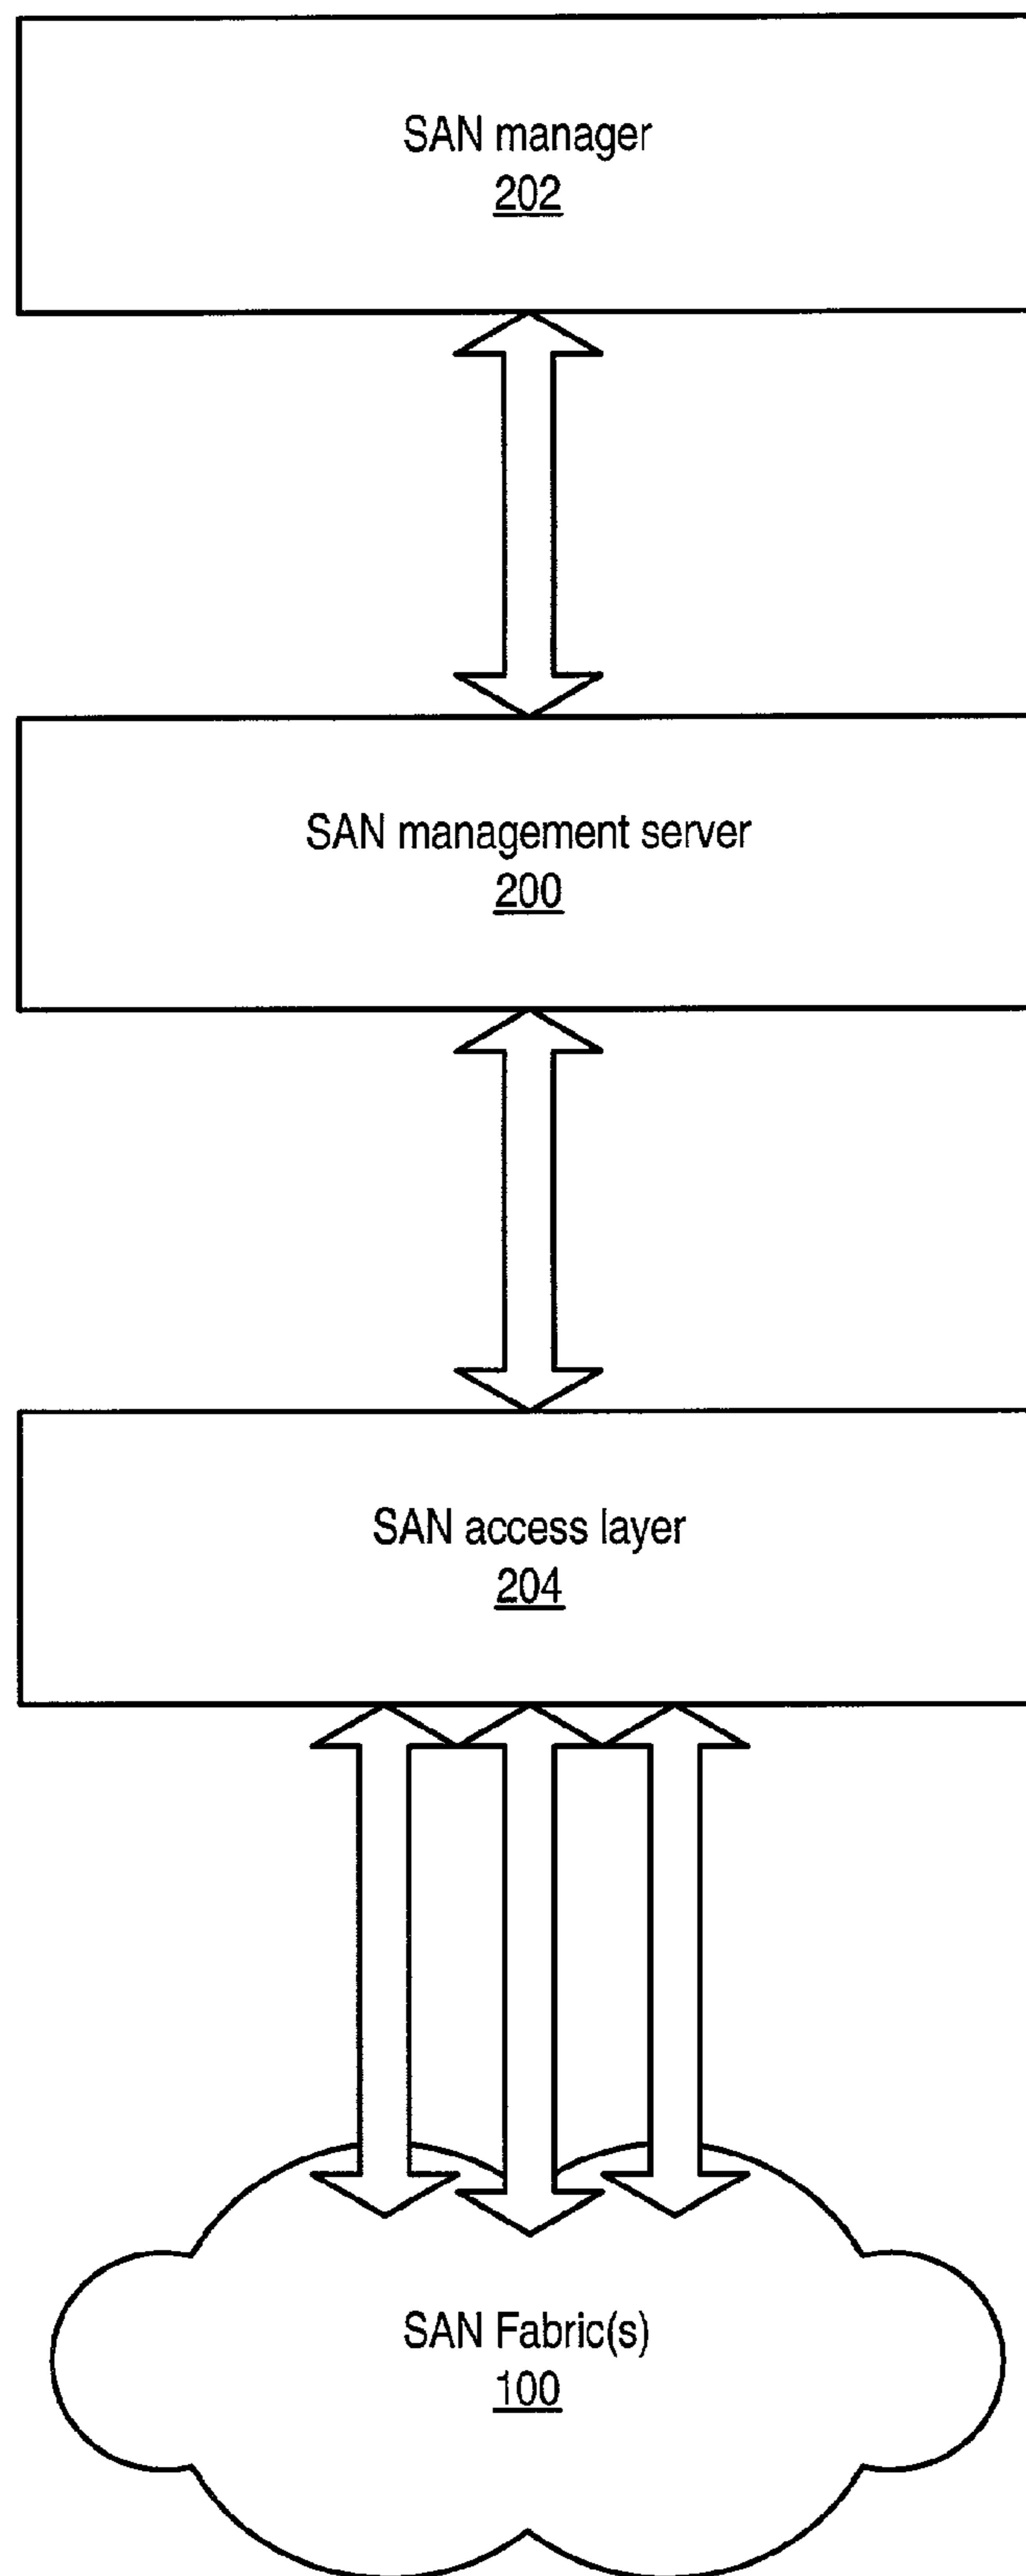 SAN manager
202
SAN management server
200
SAN access layer
204
SAN Fabric(s)
100